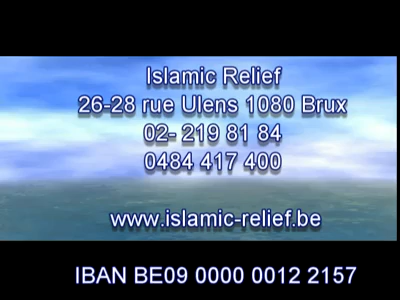 Islamic Relief
26-28 rue Ulens 1080 Brux
02- 219 81 84
0484 417 400
www.islamic-relief.be
IBAN BE09 0000 0012 2157